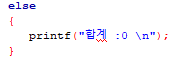 else
{
printf("합계 :0 \n");
}